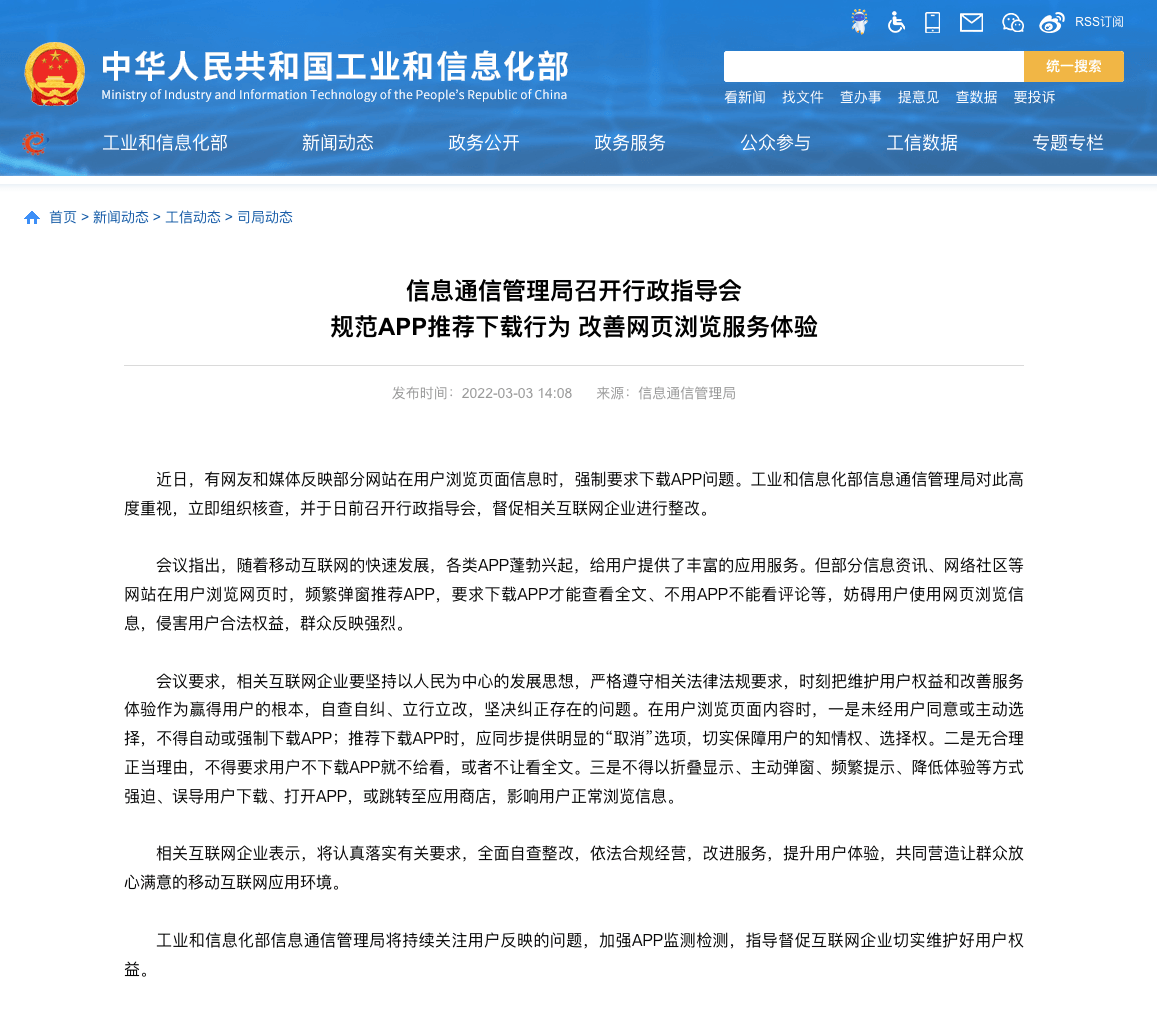 RSS订阅
中华人民共和国工业和信息化部
Ministry of Industry and Information Technology of the People's Republic of China
统一搜索
看新闻 找文件 查办事 提意见 查数据 要投诉
工业和信息化部 新闻动态 政务公开 政务服务 公众参与 工信数据 专题专栏
首页 > 新闻动态 > 工信动态 > 司局动态
信息通信管理局召开行政指导会
规范APP推荐下载行为 改善网页浏览服务体验
发布时间：2022-03-03 14:08 来源：信息通信管理局
近日，有网友和媒体反映部分网站在用户浏览页面信息时，强制要求下载APP问题。工业和信息化部信息通信管理局对此高
度重视，立即组织核查，并于日前召开行政指导会，督促相关互联网企业进行整改。
会议指出，随着移动互联网的快速发展，各类APP蓬勃兴起，给用户提供了丰富的应用服务。但部分信息资讯、网络社区等
网站在用户浏览网页时，频繁弹窗推荐APP，要求下载APP才能查看全文、不用APP不能看评论等，妨碍用户使用网页浏览信
息，侵害用户合法权益，群众反映强烈。
会议要求，相关互联网企业要坚持以人民为中心的发展思想，严格遵守相关法律法规要求，时刻把维护用户权益和改善服务
体验作为赢得用户的根本，自查自纠、立行立改，坚决纠正存在的问题。在用户浏览页面内容时，一是未经用户同意或主动选
择，不得自动或强制下载APP；推荐下载APP时，应同步提供明显的“取消”选项，切实保障用户的知情权、选择权。二是无合理
正当理由，不得要求用户不下载APP就不给看，或者不让看全文。三是不得以折叠显示、主动弹窗、频繁提示、降低体验等方式
强迫、误导用户下载、打开APP，或跳转至应用商店，影响用户正常浏览信息。
相关互联网企业表示，将认真落实有关要求，全面自查整改，依法合规经营，改进服务，提升用户体验，共同营造让群众放
心满意的移动互联网应用环境。
工业和信息化部信息通信管理局将持续关注用户反映的问题，加强APP监测检测，指导督促互联网企业切实维护好用户权
益。